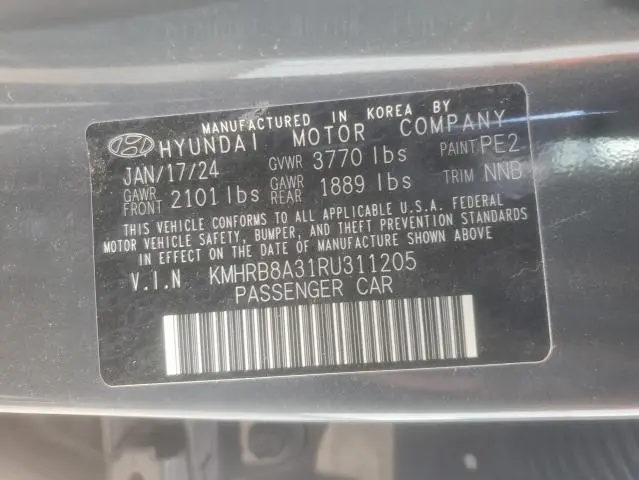 MANUFACTURED IN KOREA BY
HYUNDAI MOTOR COMPANY
JAN/17/24 GVWR 3770 lbs PAINT: PE2
GAWR FRONT 2101 lbs GAWR REAR 1889 lbs TRIM NNB
THIS VEHICLE CONFORMS TO ALL APPLICABLE U.S.A. FEDERAL
MOTOR VEHICLE SAFETY, BUMPER, AND THEFT PREVENTION STANDARDS
IN EFFECT ON THE DATE OF MANUFACTURE SHOWN ABOVE
V.I.N KMHRB8A31RU311205
PASSENGER CAR